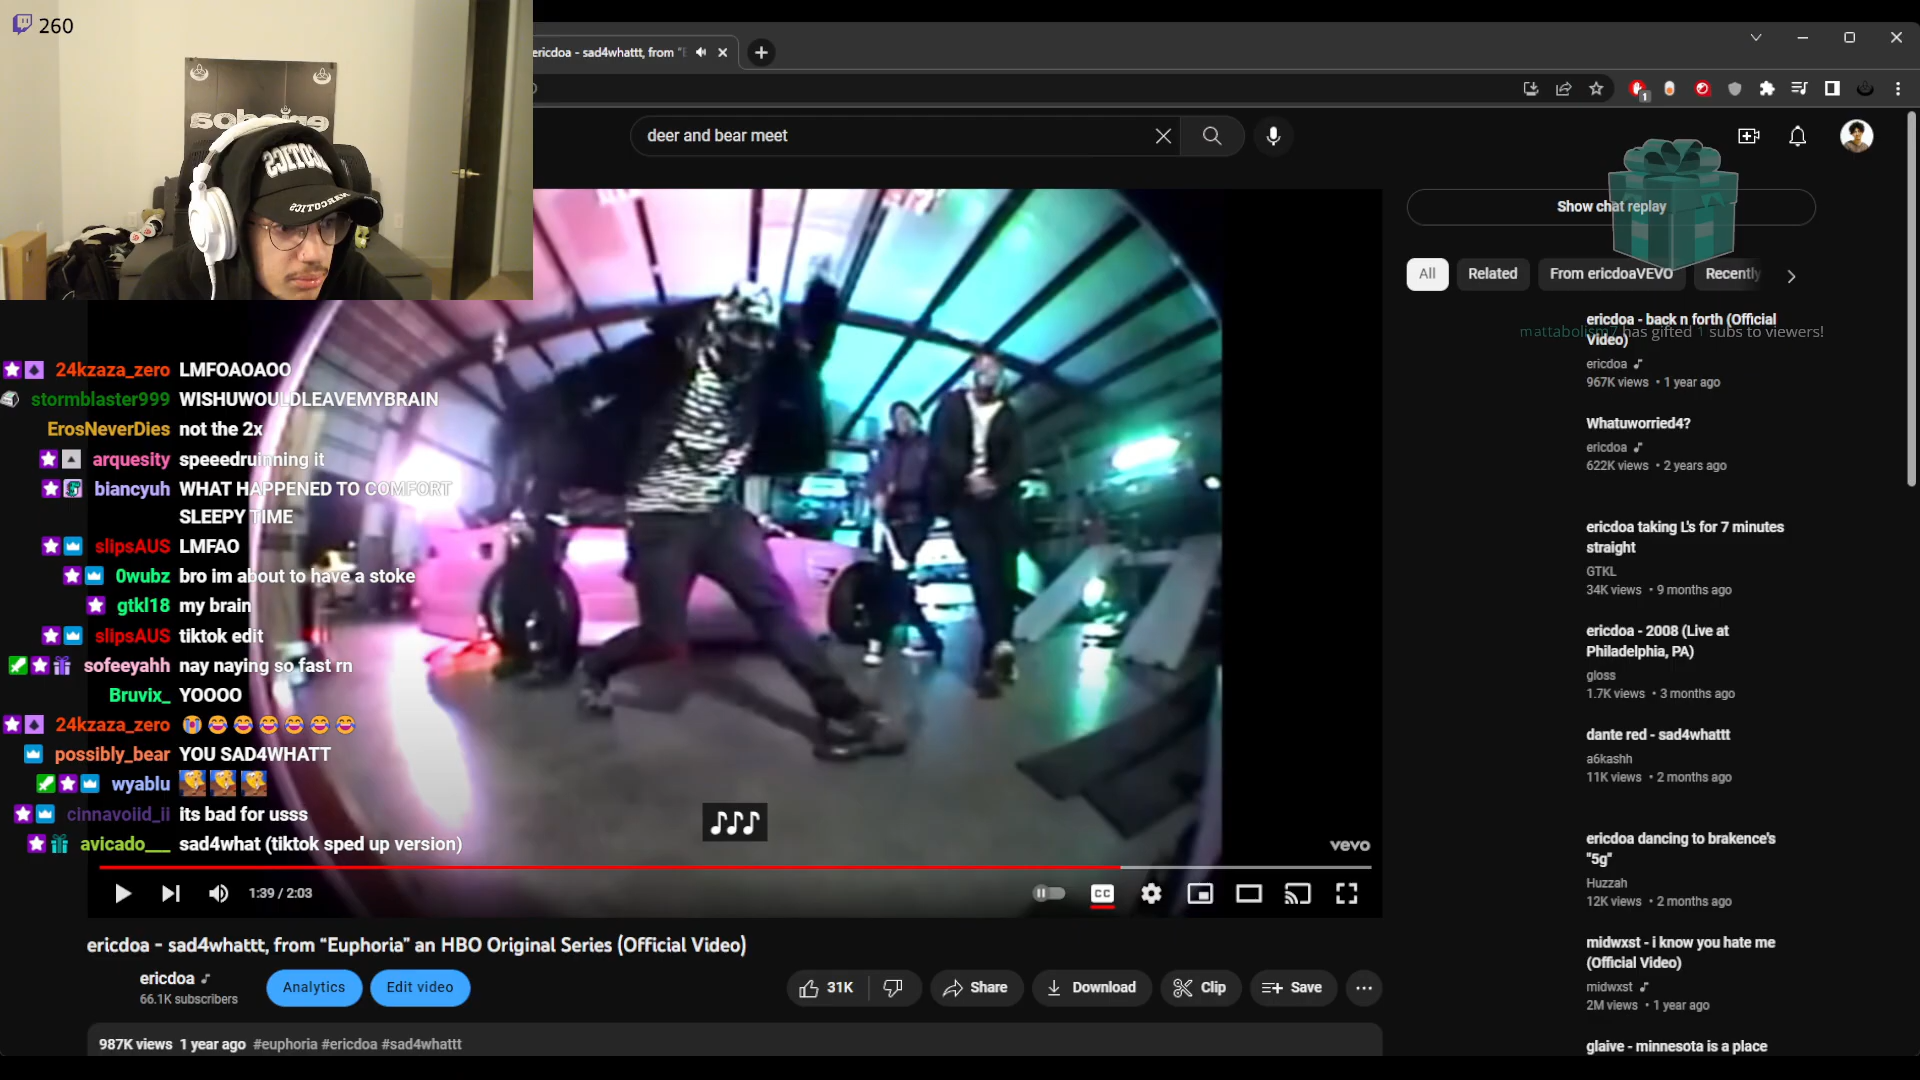 260
ericdoa - sad4whattt, from "E
deer and bear meet
ericdoa
NARCOTICS
Show chat replay
All
Related
From ericdoaVEVO
Recently
mattabolism7 has gifted 1 subs to viewers!
ericdoa - back n forth (Official
Video)
ericdoa
967K views • 1 year ago
Whatuworried4?
ericdoa
622K views • 2 years ago
ericdoa taking L's for 7 minutes
straight
GTKL
34K views • 9 months ago
ericdoa - 2008 (Live at
Philadelphia, PA)
gloss
1.7K views • 3 months ago
dante red - sad4whattt
a6kashh
11K views • 2 months ago
ericdoa dancing to brakence's
"5g"
Huzzah
12K views • 2 months ago
midwxst - i know you hate me
(Official Video)
midwxst
2M views • 1 year ago
glaive - minnesota is a place
24kzaza_zero LMFOAOAOO
stormblaster999 WISHUWOULDLEAVEMYBRAIN
ErosNeverDies not the 2x
arquesity speeedruinning it
biancyuh WHAT HAPPENED TO COMFORT
SLEEPY TIME
slipsAUS LMFAO
0wubz bro im about to have a stoke
gtkl18 my brain
slipsAUS tiktok edit
sofeeyahh nay naying so fast rn
Bruvix_ YOOOO
24kzaza_zero 😭😂😂😂😂😂😂
possibly_bear YOU SAD4WHATT
wyablu
cinnavoiid_ii its bad for usss
avicado___ sad4what (tiktok sped up version)
♪♪♪
vevo
1:39 / 2:03
CC
ericdoa - sad4whattt, from “Euphoria” an HBO Original Series (Official Video)
ericdoa
66.1K subscribers
Analytics
Edit video
31K
Share
Download
Clip
Save
987K views 1 year ago #euphoria #ericdoa #sad4whattt